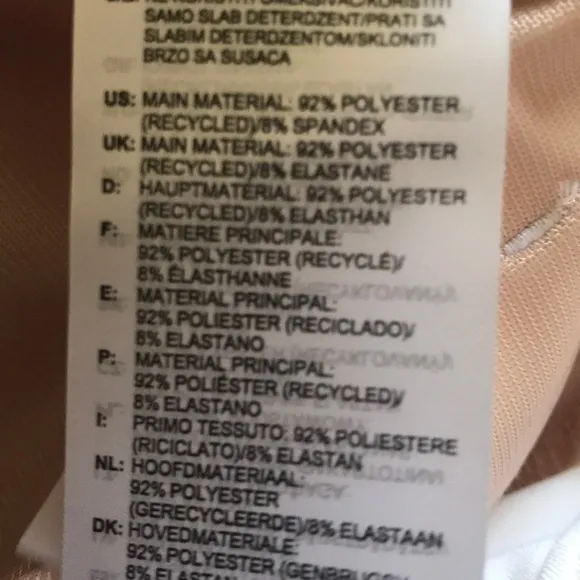 SAMO SLAB DETERDZENT/PRATI SA
SLABIM DETERDZENTOM/SKLONITI
BRZO SA SUSACA
US: MAIN MATERIAL: 92% POLYESTER
(RECYCLED)/8% SPANDEX
UK: MAIN MATERIAL: 92% POLYESTER
(RECYCLED)/8% ELASTANE
D: HAUPTMATERIAL: 92% POLYESTER
(RECYCLED)/8% ELASTHAN
F: MATIERE PRINCIPALE:
92% POLYESTER (RECYCLÉ)/
8% ÉLASTHANNE
E: MATERIAL PRINCIPAL:
92% POLIESTER (RECICLADO)/
8% ELASTANO
P: MATERIAL PRINCIPAL:
92% POLIÉSTER (RECYCLED)/
8% ELASTANO
I: PRIMO TESSUTO: 92% POLIESTERE
(RICICLATO)/8% ELASTAN
NL: HOOFDMATERIAAL:
92% POLYESTER
(GERECYCLEERDE)/8% ELASTAAN
DK: HOVEDMATERIALE:
92% POLYESTER
8% ELASTAN